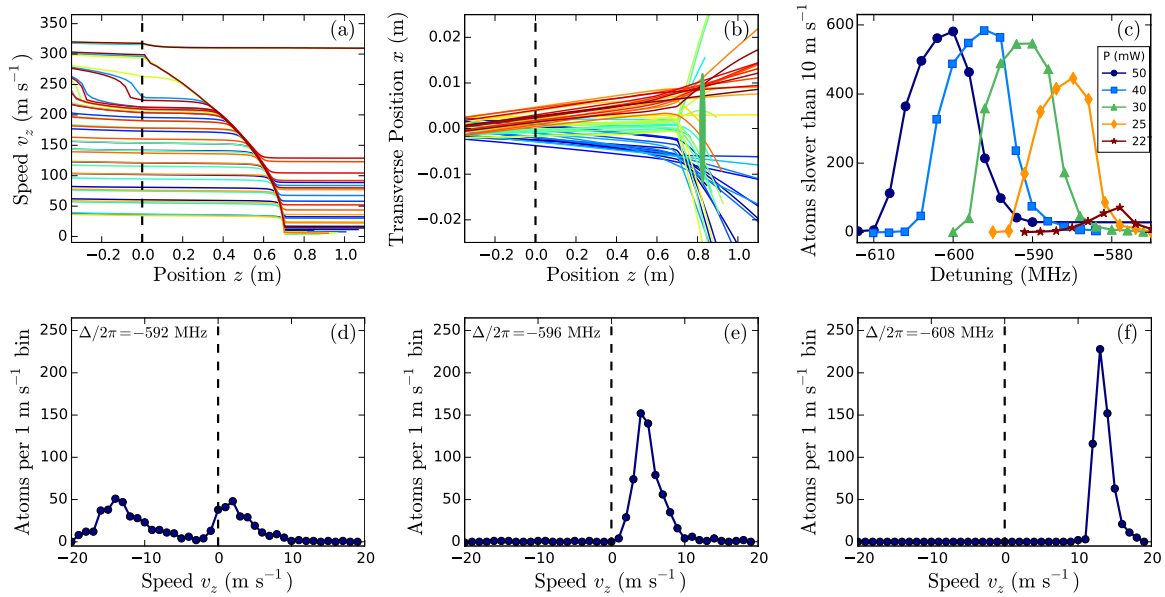 (a)
Speed v_z (m s⁻¹)
350
300
250
200
150
100
50
0
−0.2 0.0 0.2 0.4 0.6 0.8 1.0
Position z (m)
(b)
Transverse Position x (m)
0.02
0.01
0.00
−0.01
−0.02
−0.2 0.0 0.2 0.4 0.6 0.8 1.0
Position z (m)
(c)
Atoms slower than 10 m s⁻¹
600
400
200
0
P (mW)
50
40
30
25
22
−610 −600 −590 −580
Detuning (MHz)
Δ/2π=−592 MHz
(d)
Atoms per 1 m s⁻¹ bin
250
200
150
100
50
0
−20 −10 0 10 20
Speed v_z (m s⁻¹)
Δ/2π=−596 MHz
(e)
Atoms per 1 m s⁻¹ bin
250
200
150
100
50
0
−20 −10 0 10 20
Speed v_z (m s⁻¹)
Δ/2π=−608 MHz
(f)
Atoms per 1 m s⁻¹ bin
250
200
150
100
50
0
−20 −10 0 10 20
Speed v_z (m s⁻¹)